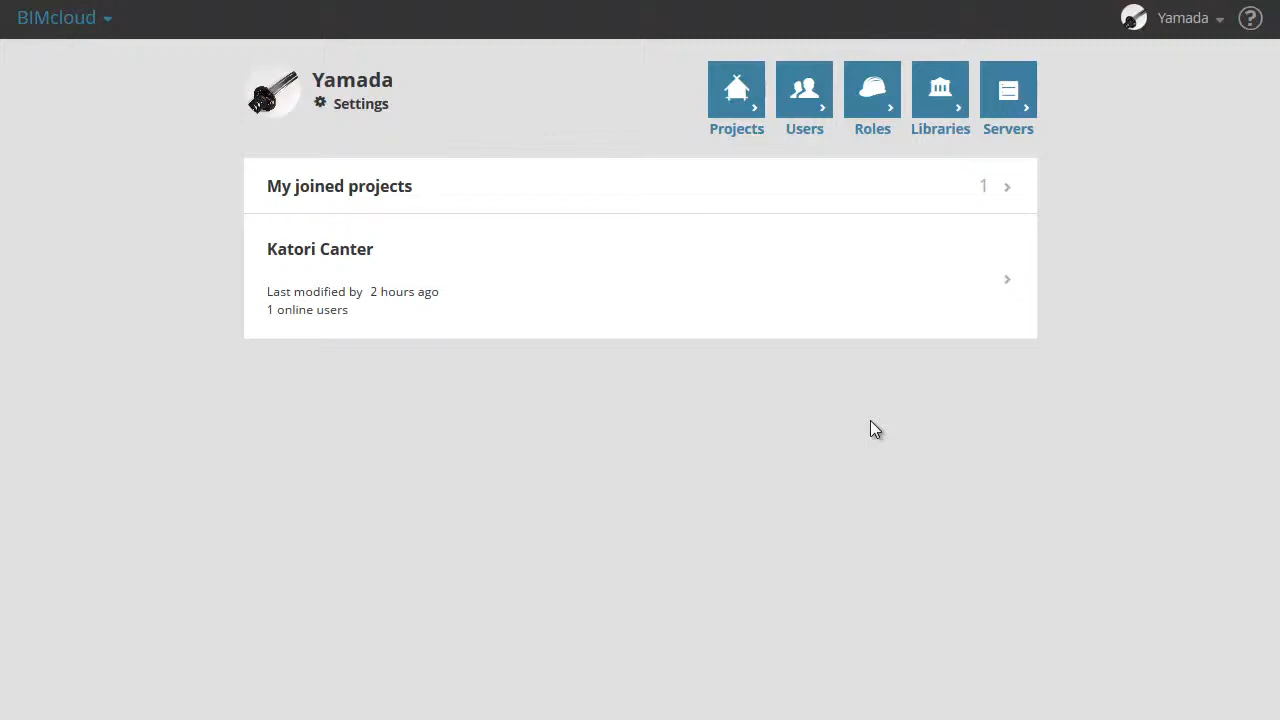 BIMcloud
Yamada
?
Yamada
Settings
Projects
Users
Roles
Libraries
Servers
My joined projects
1
Katori Canter
Last modified by 2 hours ago
1 online users